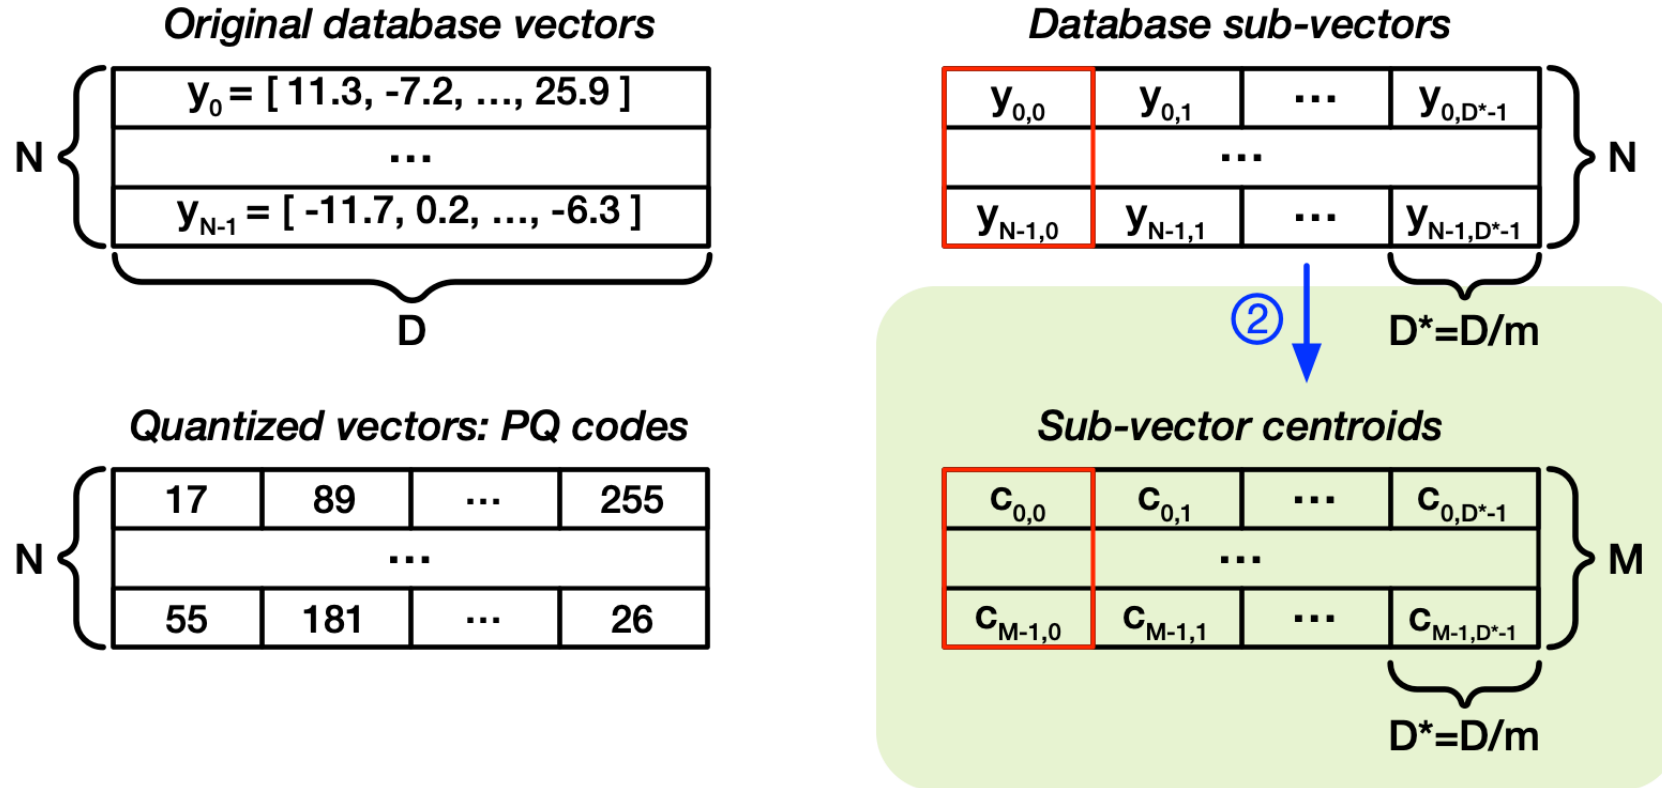 Original database vectors
N
y0 = [ 11.3, -7.2, ..., 25.9 ]
...
yN-1 = [ -11.7, 0.2, ..., -6.3 ]
D
Database sub-vectors
y0,0 y0,1 ... y0,D*-1
...
yN-1,0 yN-1,1 ... yN-1,D*-1
N
2
D*=D/m
Quantized vectors: PQ codes
N
17 89 ... 255
...
55 181 ... 26
Sub-vector centroids
c0,0 c0,1 ... c0,D*-1
...
cM-1,0 cM-1,1 ... cM-1,D*-1
M
D*=D/m